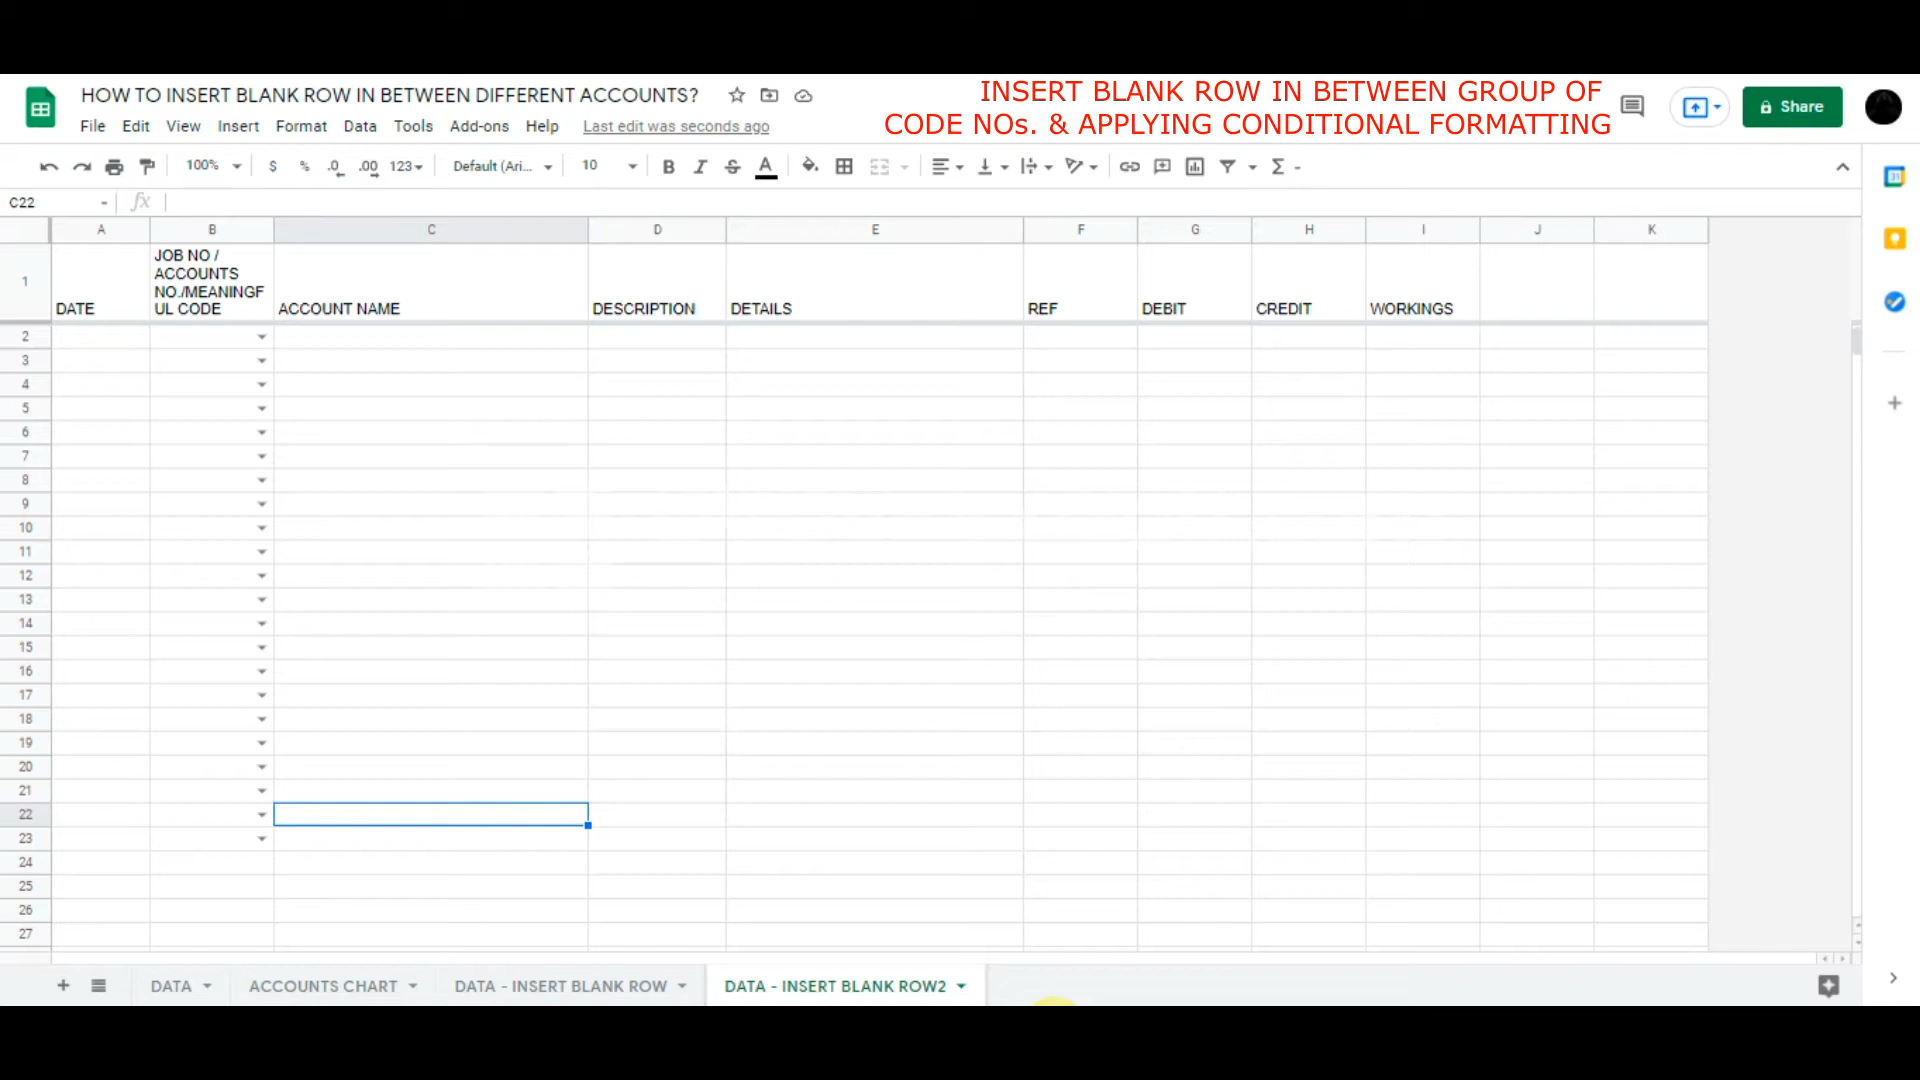 HOW TO INSERT BLANK ROW IN BETWEEN DIFFERENT ACCOUNTS?
INSERT BLANK ROW IN BETWEEN GROUP OF
CODE NOs. & APPLYING CONDITIONAL FORMATTING
Share
File Edit View Insert Format Data Tools Add-ons Help Last edit was seconds ago
100% $ % .0 .00 123 Default (Ari... 10 B I S A Σ
31
C22 fx
A B C D E F G H I J K
1
JOB NO /
ACCOUNTS
NO./MEANINGF
DATE UL CODE ACCOUNT NAME DESCRIPTION DETAILS REF DEBIT CREDIT WORKINGS
2
3
4
5
6
7
8
9
10
11
12
13
14
15
16
17
18
19
20
21
22
23
24
25
26
27
+ DATA ACCOUNTS CHART DATA - INSERT BLANK ROW DATA - INSERT BLANK ROW2